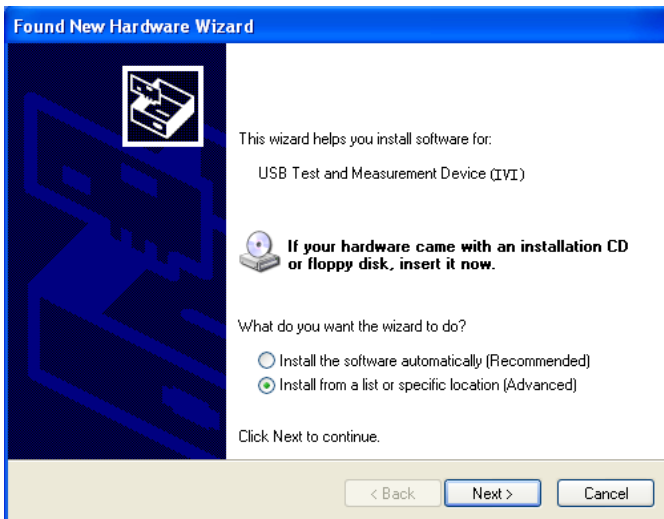 Found New Hardware Wizard
This wizard helps you install software for:
USB Test and Measurement Device (IVI)
If your hardware came with an installation CD
or floppy disk, insert it now.
What do you want the wizard to do?
Install the software automatically (Recommended)
Install from a list or specific location (Advanced)
Click Next to continue.
< Back Next > Cancel